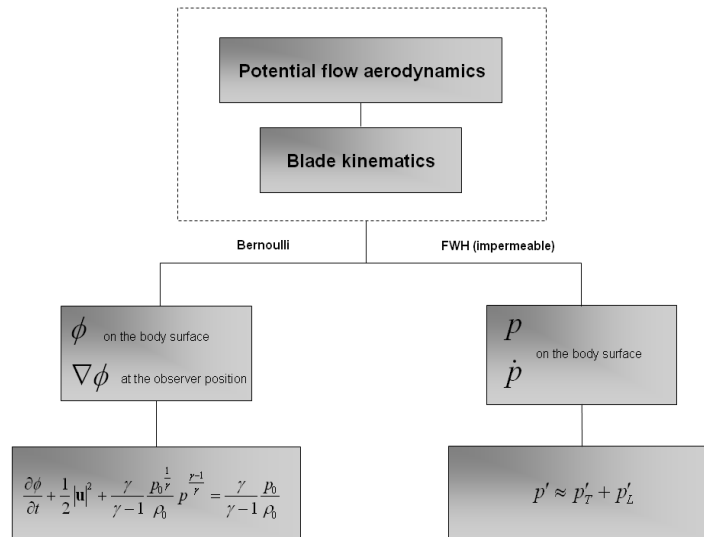 Potential flow aerodynamics
Blade kinematics
Bernoulli
FWH (impermeable)
ϕ on the body surface
∇ϕ at the observer position
p
ṗ
on the body surface
∂ϕ/∂t + 1/2 |u|² + γ/(γ−1) p₀^(1/γ)/ρ₀ p^((γ−1)/γ) = γ/(γ−1) p₀/ρ₀
p′ ≈ p′_T + p′_L